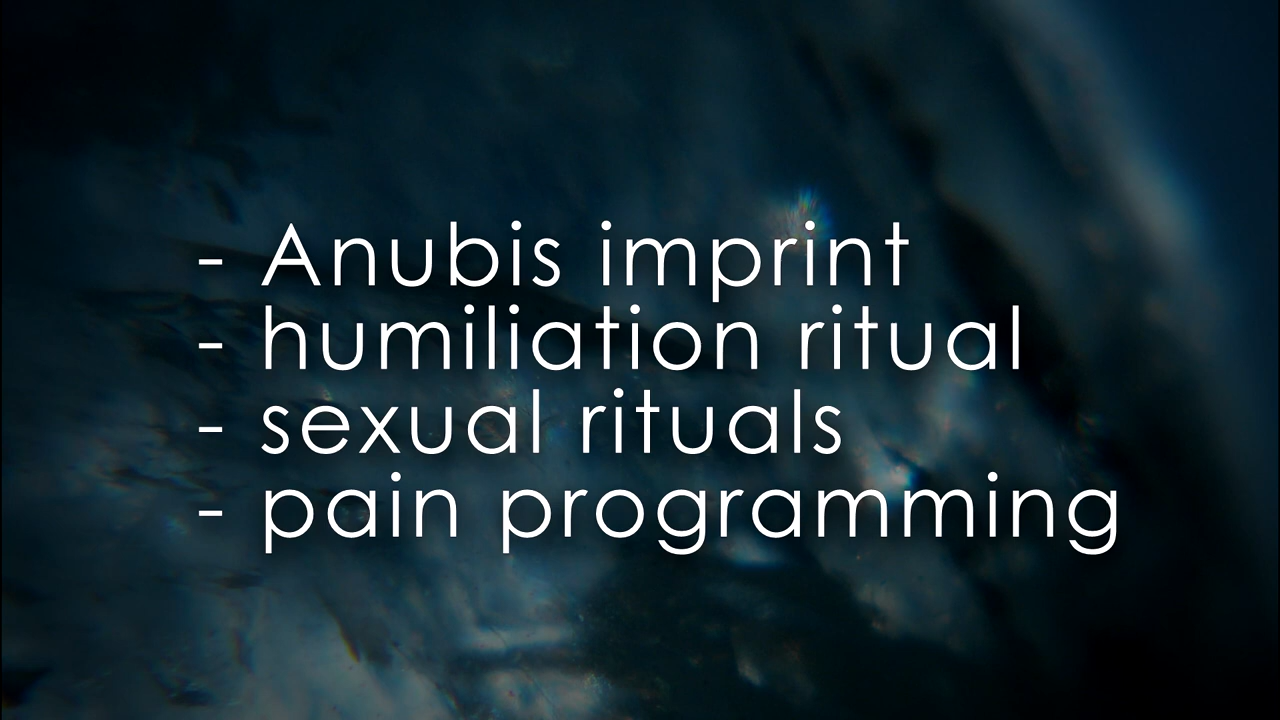 - Anubis imprint
- humiliation ritual
- sexual rituals
- pain programming